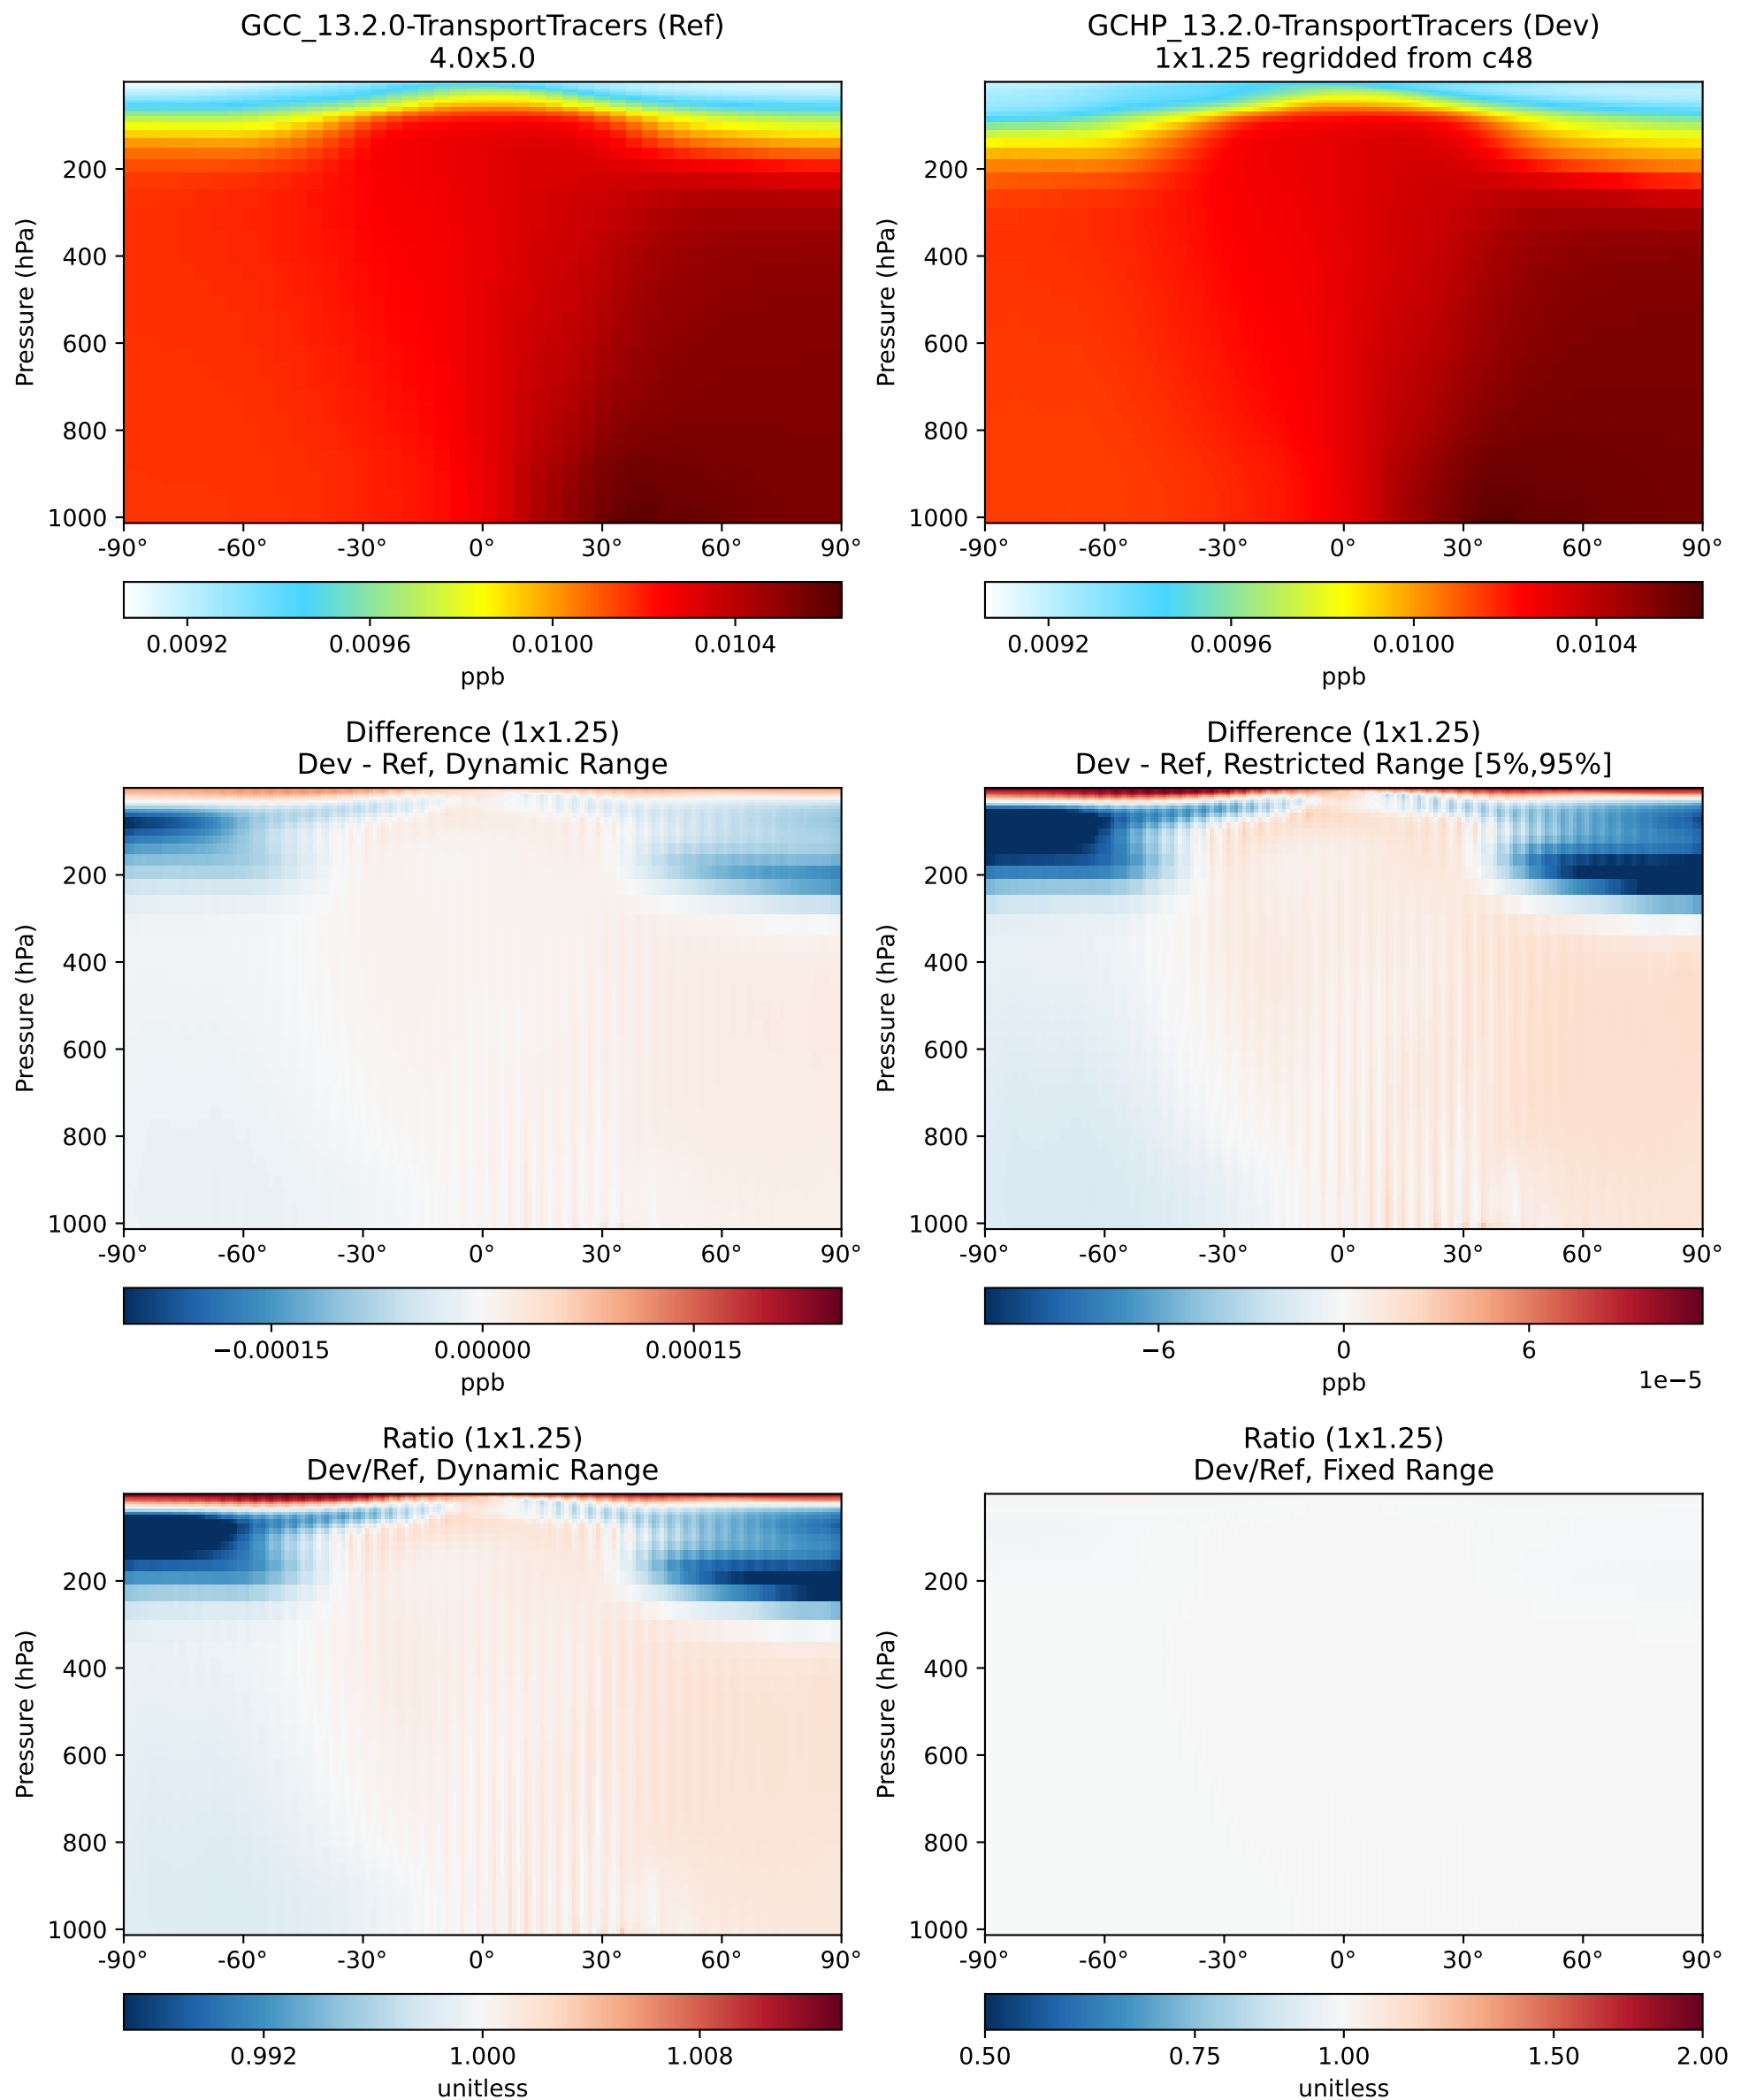 GCC_13.2.0-TransportTracers (Ref)
4.0x5.0
GCHP_13.2.0-TransportTracers (Dev)
1x1.25 regridded from c48
Pressure (hPa)
200
400
600
800
1000
-90° -60° -30° 0° 30° 60° 90°
Pressure (hPa)
200
400
600
800
1000
-90° -60° -30° 0° 30° 60° 90°
0.0092 0.0096 0.0100 0.0104
ppb
0.0092 0.0096 0.0100 0.0104
ppb
Difference (1x1.25)
Dev - Ref, Dynamic Range
Difference (1x1.25)
Dev - Ref, Restricted Range [5%,95%]
Pressure (hPa)
200
400
600
800
1000
-90° -60° -30° 0° 30° 60° 90°
Pressure (hPa)
200
400
600
800
1000
-90° -60° -30° 0° 30° 60° 90°
−0.00015 0.00000 0.00015
ppb
−6 0 6
ppb
1e−5
Ratio (1x1.25)
Dev/Ref, Dynamic Range
Ratio (1x1.25)
Dev/Ref, Fixed Range
Pressure (hPa)
200
400
600
800
1000
-90° -60° -30° 0° 30° 60° 90°
Pressure (hPa)
200
400
600
800
1000
-90° -60° -30° 0° 30° 60° 90°
0.992 1.000 1.008
unitless
0.50 0.75 1.00 1.50 2.00
unitless